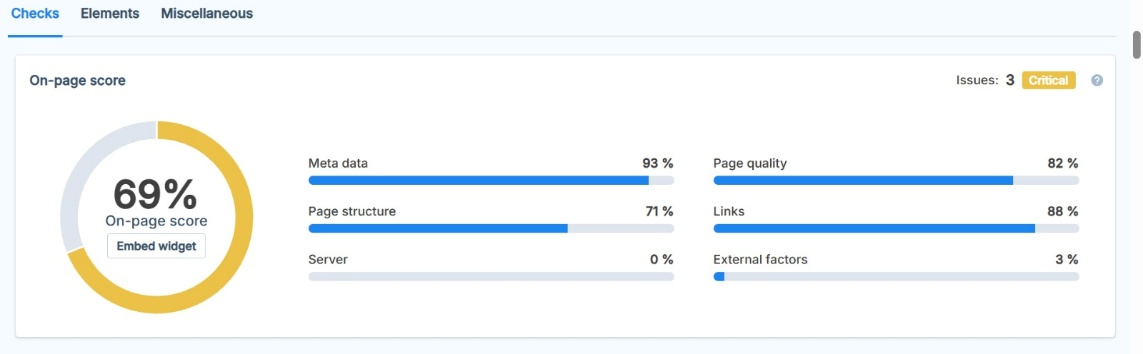 Checks Elements Miscellaneous
On-page score Issues: 3 Critical ?
69%
On-page score
Embed widget
Meta data 93 %
Page structure 71 %
Server 0 %
Page quality 82 %
Links 88 %
External factors 3 %